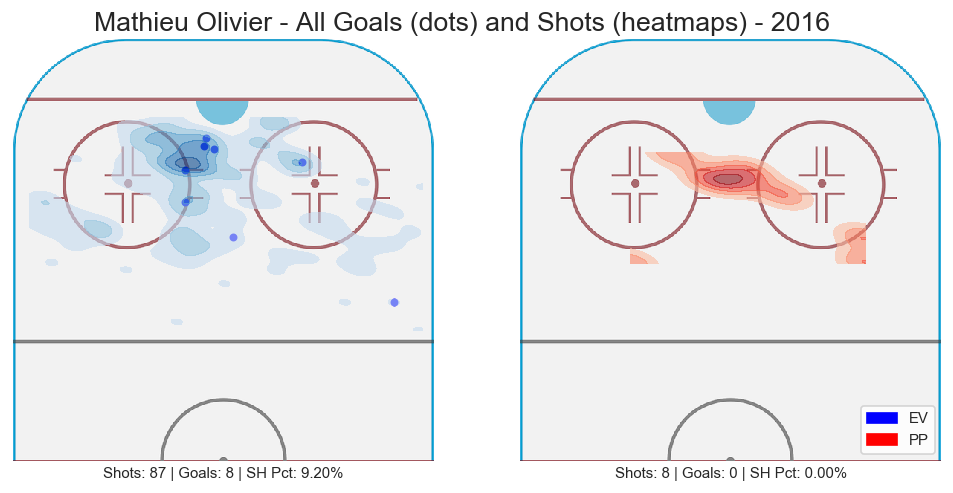 Mathieu Olivier - All Goals (dots) and Shots (heatmaps) - 2016
EV
PP
Shots: 87 | Goals: 8 | SH Pct: 9.20%
Shots: 8 | Goals: 0 | SH Pct: 0.00%